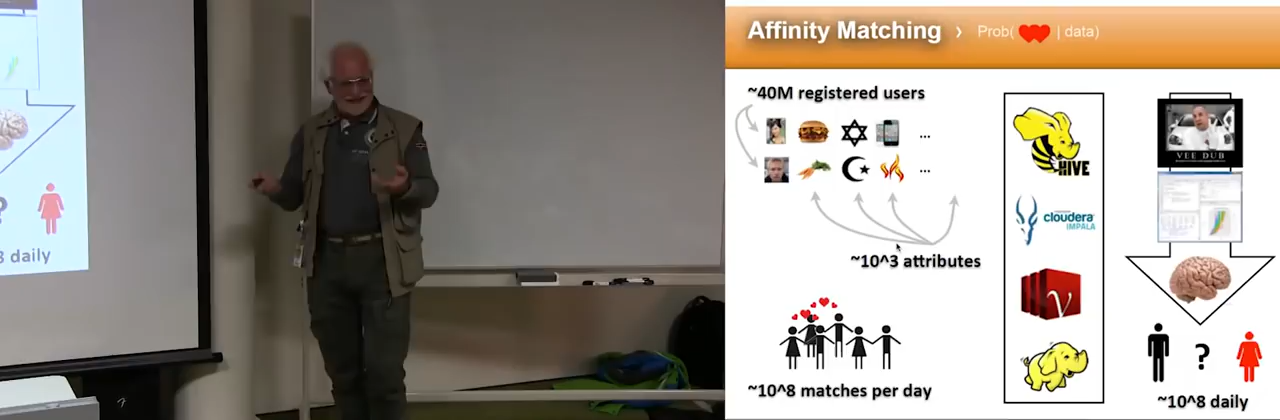 8 daily
Affinity Matching › Prob( | data)
~40M registered users
...
...
~10^3 attributes
~10^8 matches per day
HIVE
cloudera
IMPALA
V
VEE DUB
?
~10^8 daily